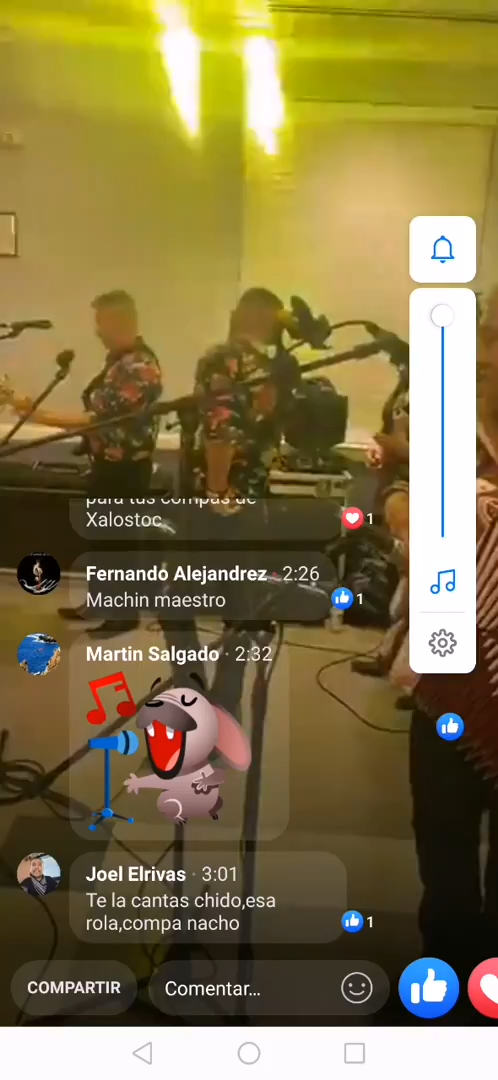 para tus compas de
Xalostoc
1
Fernando Alejandrez · 2:26
Machin maestro
1
Martin Salgado · 2:32
Joel Elrivas · 3:01
Te la cantas chido,esa
rola,compa nacho
1
COMPARTIR
Comentar...